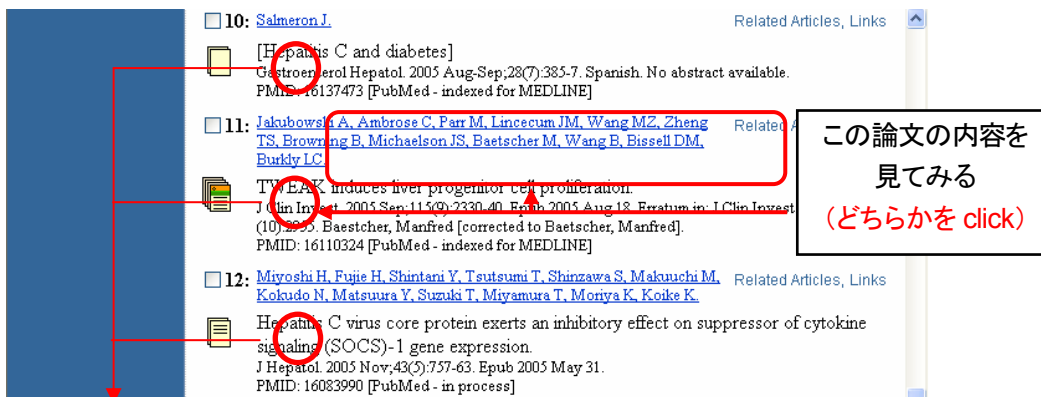 10: Salmeron J. Related Articles, Links
[Hepatitis C and diabetes]
Gastroenterol Hepatol. 2005 Aug-Sep;28(7):385-7. Spanish. No abstract available.
PMID: 16137473 [PubMed - indexed for MEDLINE]
11: Jakubowski A, Ambrose C, Parr M, Lincecum JM, Wang MZ, Zheng Related A
TS, Browning B, Michaelson JS, Baetscher M, Wang B, Bissell DM,
Burkly LC.
TWEAK induces liver progenitor cell proliferation.
J Clin Invest. 2005 Sep;115(9):2330-40. Epub 2005 Aug 18. Erratum in: J Clin Invest
(10):2955. Baestcher, Manfred [corrected to Baetscher, Manfred].
PMID: 16110324 [PubMed - indexed for MEDLINE]
この論文の内容を
見てみる
(どちらかを click)
12: Miyoshi H, Fujie H, Shintani Y, Tsutsumi T, Shinzawa S, Makuuchi M, Related Articles, Links
Kokudo N, Matsuura Y, Suzuki T, Miyamura T, Moriya K, Koike K.
Hepatitis C virus core protein exerts an inhibitory effect on suppressor of cytokine
signaling (SOCS)-1 gene expression.
J Hepatol. 2005 Nov;43(5):757-63. Epub 2005 May 31.
PMID: 16083990 [PubMed - in process]